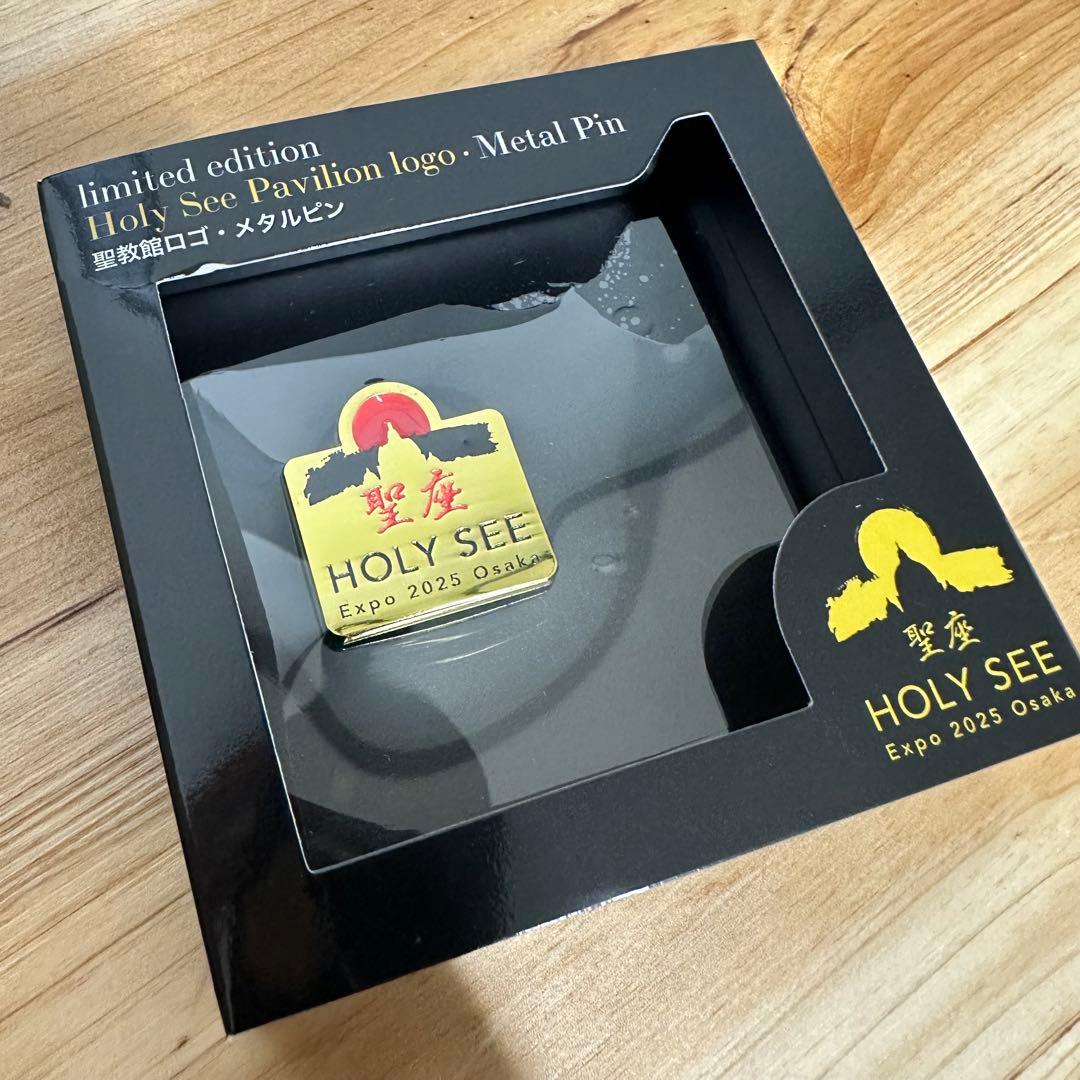 limited edition
Holy See Pavilion logo · Metal Pin
聖教館ロゴ・メタルピン
聖座
HOLY SEE
Expo 2025 Osaka
聖座
HOLY SEE
Expo 2025 Osaka